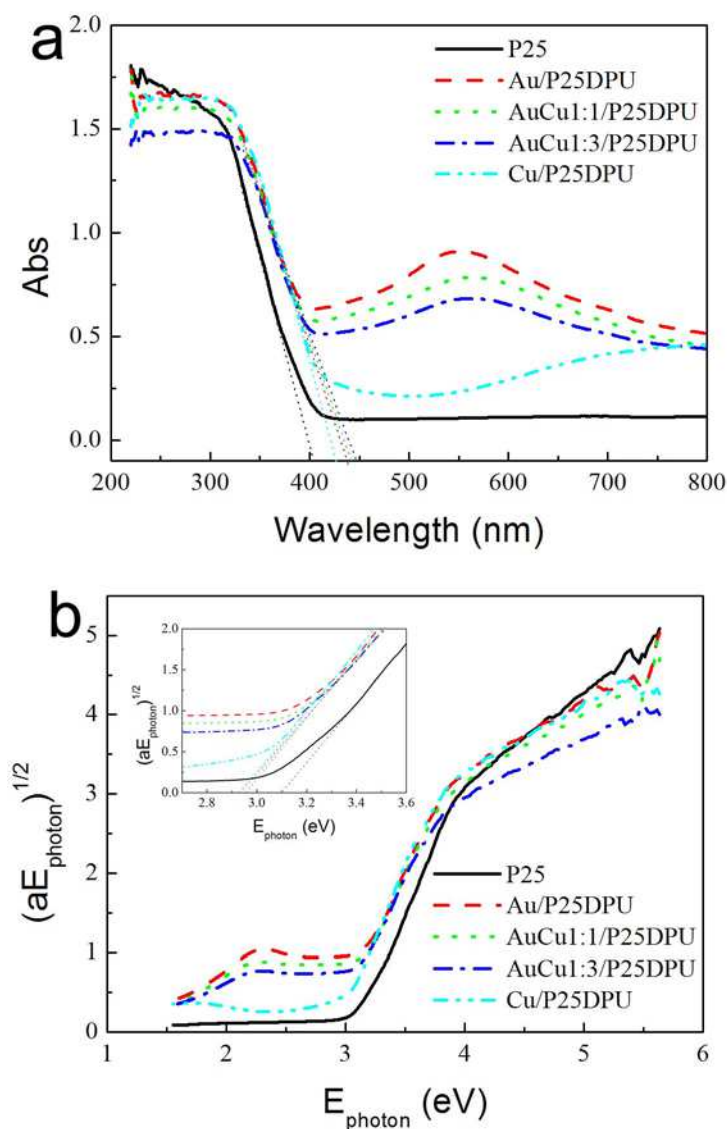 a
2.0
1.5
1.0
0.5
0.0
Abs
P25
Au/P25DPU
AuCu1:1/P25DPU
AuCu1:3/P25DPU
Cu/P25DPU
200 300 400 500 600 700 800
Wavelength (nm)
b
5
4
3
2
1
0
(aE_photon)^1/2
2.0
1.5
1.0
0.5
0.0
(aE_photon)^1/2
2.8 3.0 3.2 3.4 3.6
E_photon (eV)
P25
Au/P25DPU
AuCu1:1/P25DPU
AuCu1:3/P25DPU
Cu/P25DPU
1 2 3 4 5 6
E_photon (eV)